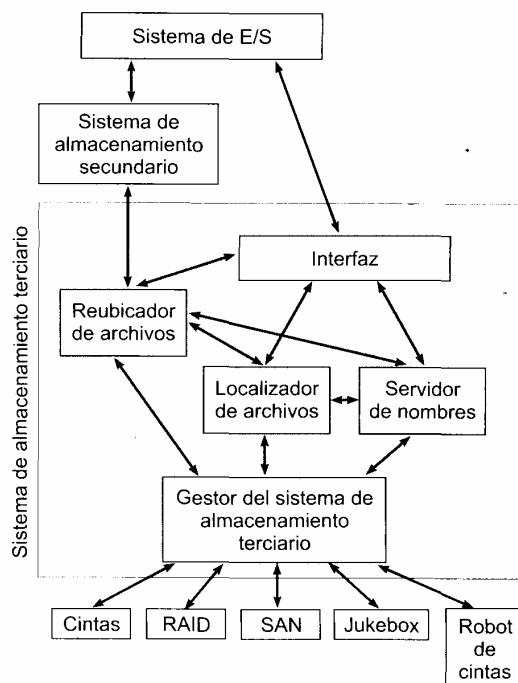 Sistema de E/S
Sistema de
almacenamiento
secundario
Sistema de almacenamiento terciario
Interfaz
Reubicador
de archivos
Localizador
de archivos
Servidor
de nombres
Gestor del sistema de
almacenamiento
terciario
Cintas
RAID
SAN
Jukebox
Robot
de
cintas